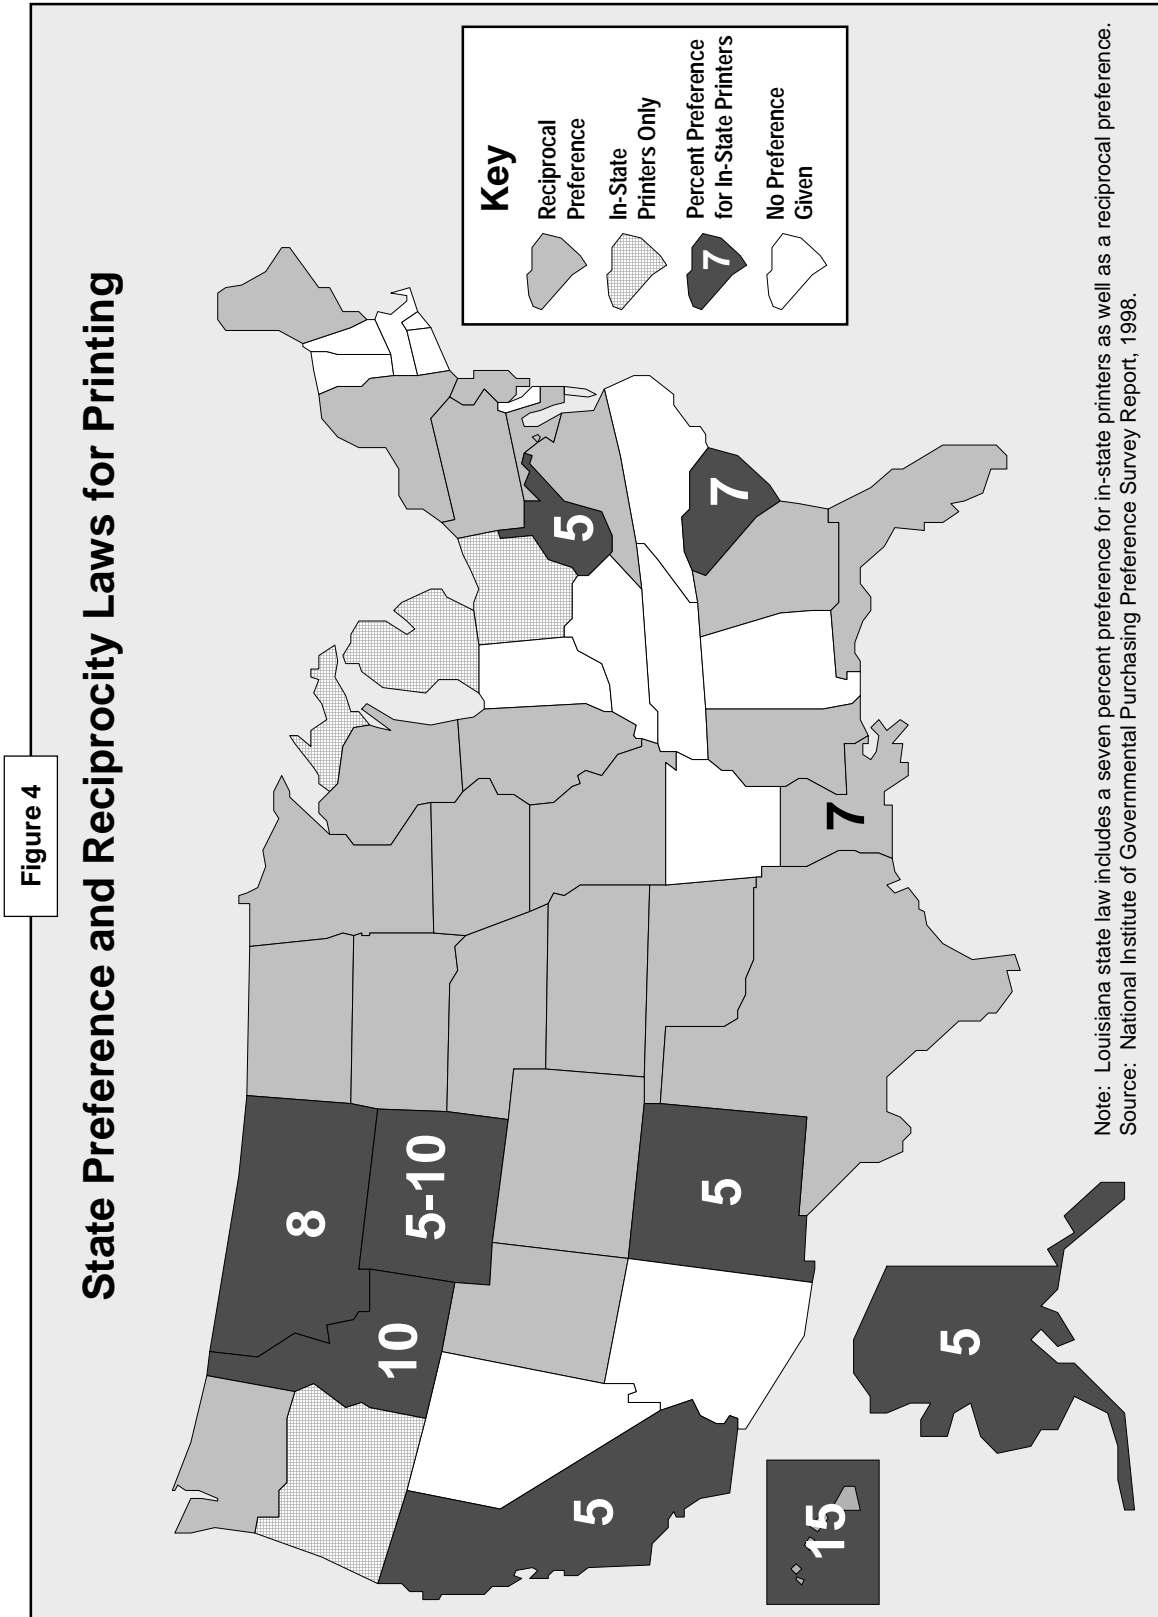 Figure 4
State Preference and Reciprocity Laws for Printing
8
5-10
10
5
5
5
7
7
5
15
Key
Reciprocal
Preference
In-State
Printers Only
7
Percent Preference
for In-State Printers
No Preference
Given
Note: Louisiana state law includes a seven percent preference for in-state printers as well as a reciprocal preference.
Source: National Institute of Governmental Purchasing Preference Survey Report, 1998.